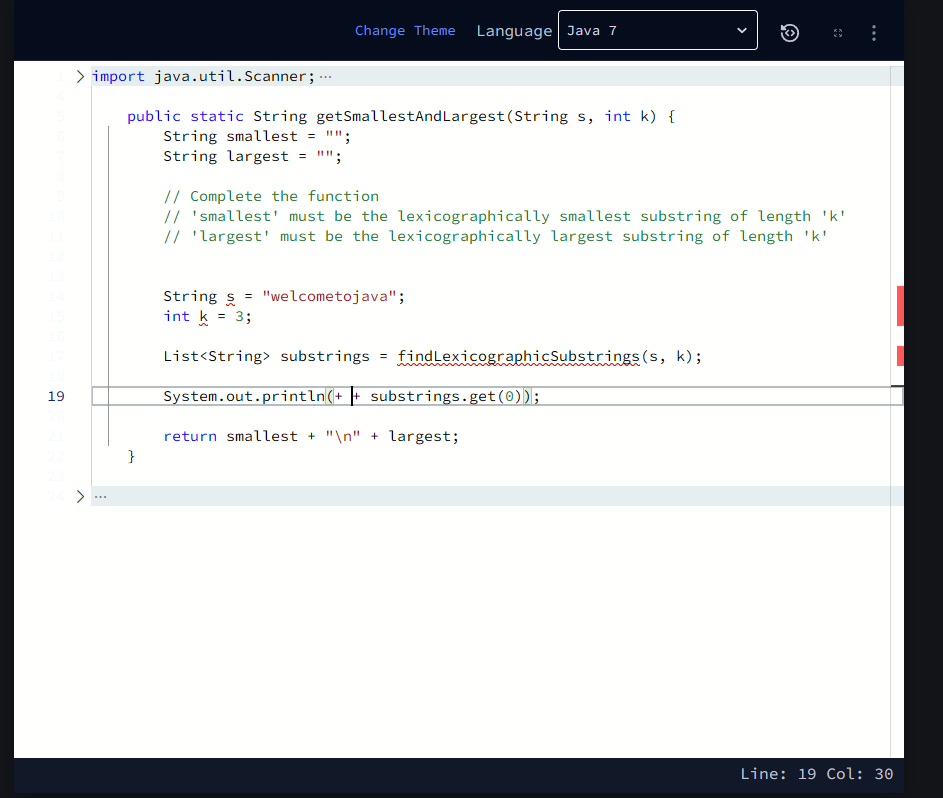 Change Theme Language Java 7
1 import java.util.Scanner; ···
4
5 public static String getSmallestAndLargest(String s, int k) {
6 String smallest = "";
7 String largest = "";
8
9 // Complete the function
10 // 'smallest' must be the lexicographically smallest substring of length 'k'
11 // 'largest' must be the lexicographically largest substring of length 'k'
12
13
14 String s = "welcometojava";
15 int k = 3;
16
17 List<String> substrings = findLexicographicSubstrings(s, k);
18
19 System.out.println(+ + substrings.get(0));
21 return smallest + "\n" + largest;
22 }
23
24 ···
Line: 19 Col: 30